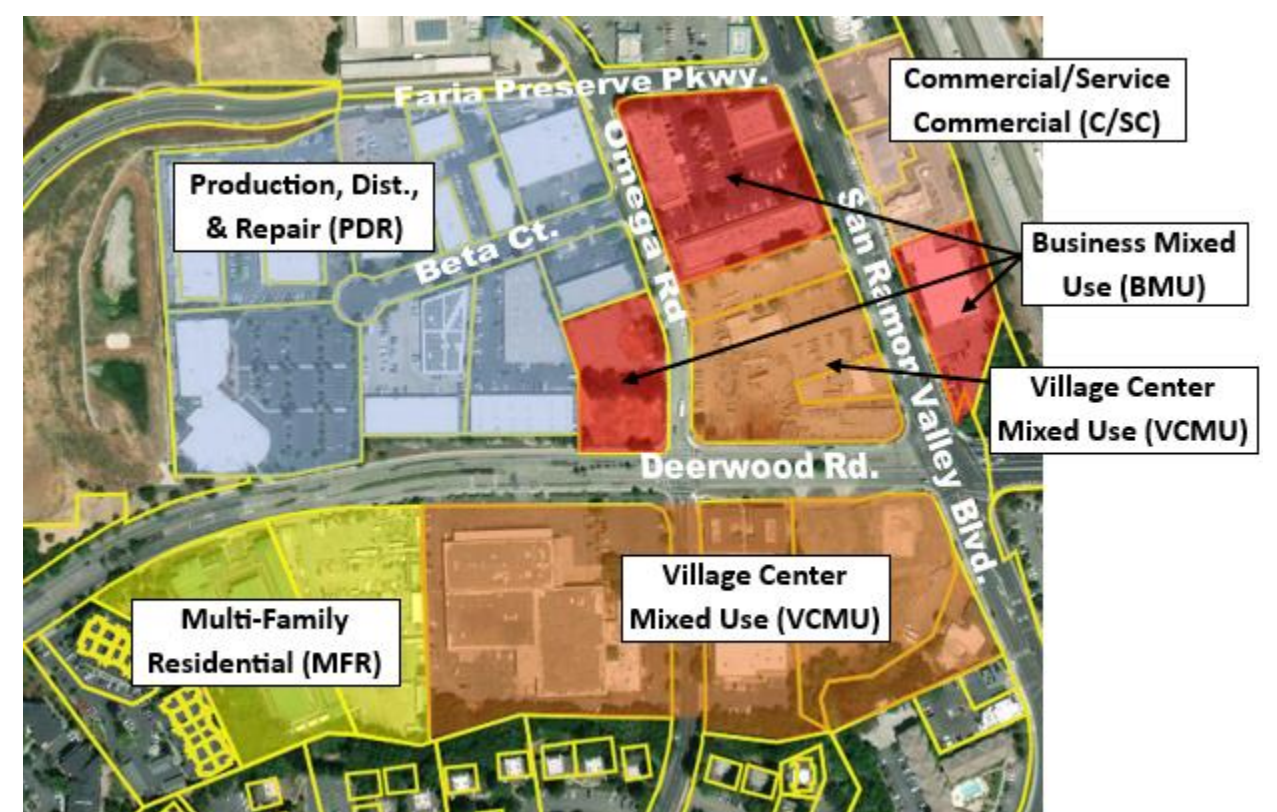 Faria Preserve Pkwy.
Commercial/Service
Commercial (C/SC)
Production, Dist.,
& Repair (PDR)
Omega Rd
San Ramon Valley Blvd.
Beta Ct.
Business Mixed
Use (BMU)
Village Center
Mixed Use (VCMU)
Deerwood Rd.
Village Center
Mixed Use (VCMU)
Multi-Family
Residential (MFR)